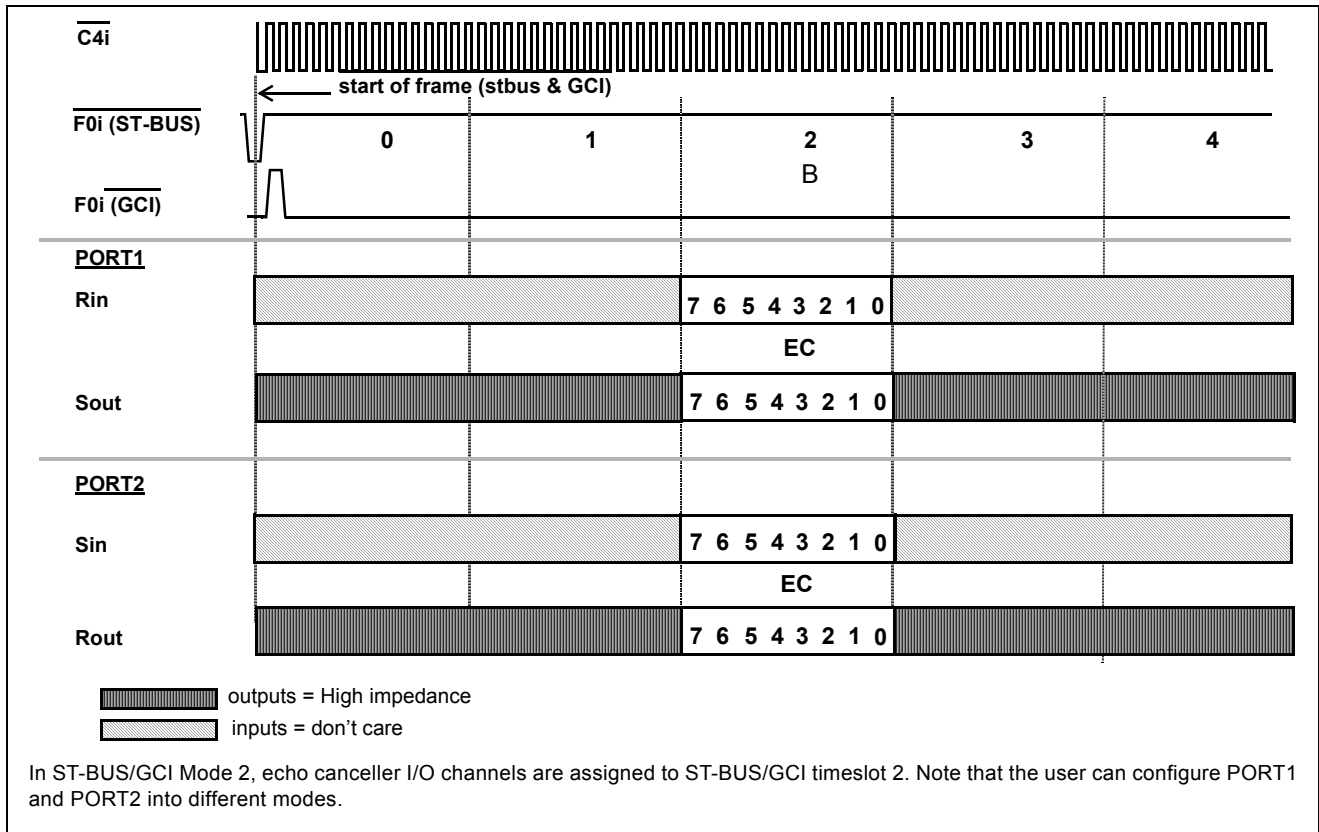 C4i
start of frame (stbus & GCI)
F0i (ST-BUS)
0 1 2 3 4
B
F0i (GCI)
PORT1
Rin
7 6 5 4 3 2 1 0
EC
Sout
7 6 5 4 3 2 1 0
PORT2
Sin
7 6 5 4 3 2 1 0
EC
Rout
7 6 5 4 3 2 1 0
outputs = High impedance
inputs = don't care
In ST-BUS/GCI Mode 2, echo canceller I/O channels are assigned to ST-BUS/GCI timeslot 2. Note that the user can configure PORT1
and PORT2 into different modes.